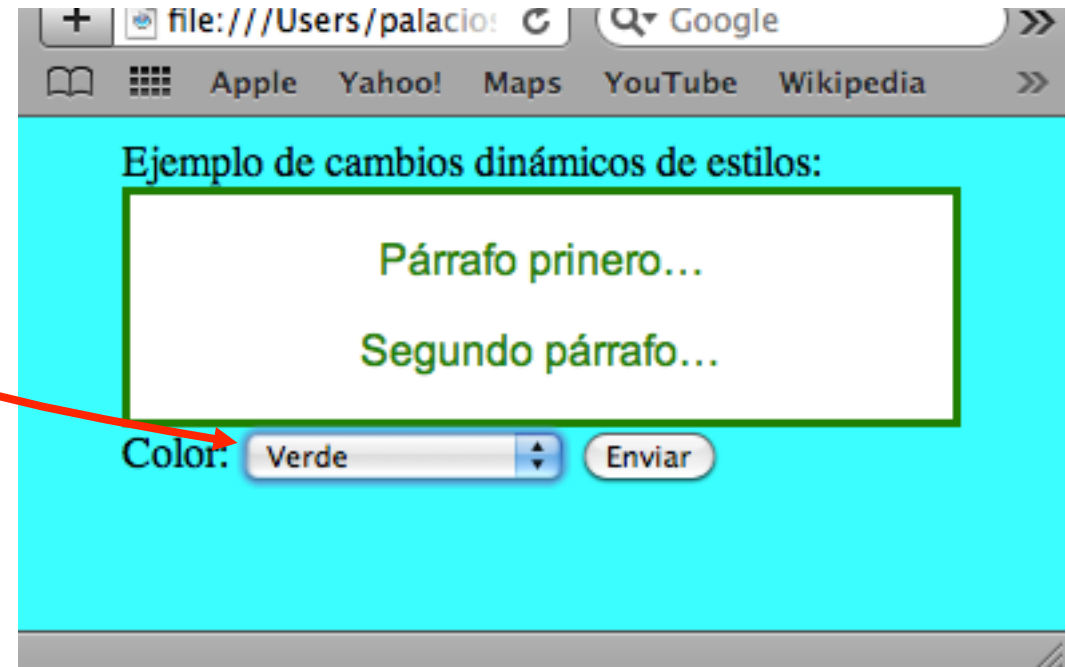 + file:///Users/palacios Google
Apple Yahoo! Maps YouTube Wikipedia
Ejemplo de cambios dinámicos de estilos:
Párrafo prinero…
Segundo párrafo…
Color: Verde Enviar